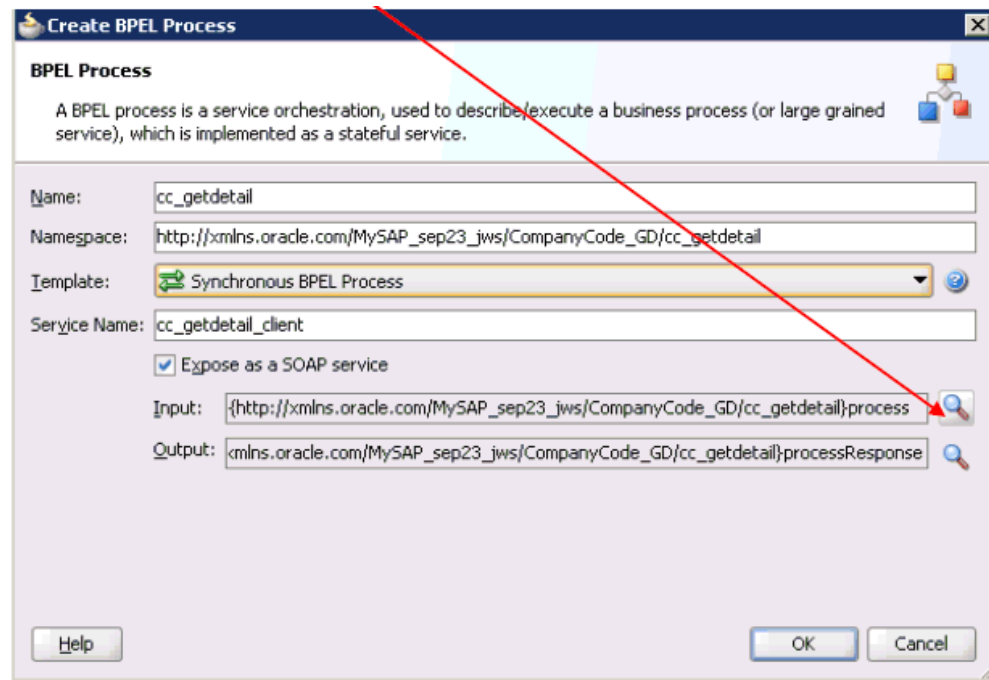 Create BPEL Process
BPEL Process
A BPEL process is a service orchestration, used to describe/execute a business process (or large grained
service), which is implemented as a stateful service.
Name: cc_getdetail
Namespace: http://xmlns.oracle.com/MySAP_sep23_jws/CompanyCode_GD/cc_getdetail
Template: Synchronous BPEL Process
Service Name: cc_getdetail_client
Expose as a SOAP service
Input: {http://xmlns.oracle.com/MySAP_sep23_jws/CompanyCode_GD/cc_getdetail}process
Output: xmlns.oracle.com/MySAP_sep23_jws/CompanyCode_GD/cc_getdetail}processResponse
Help OK Cancel